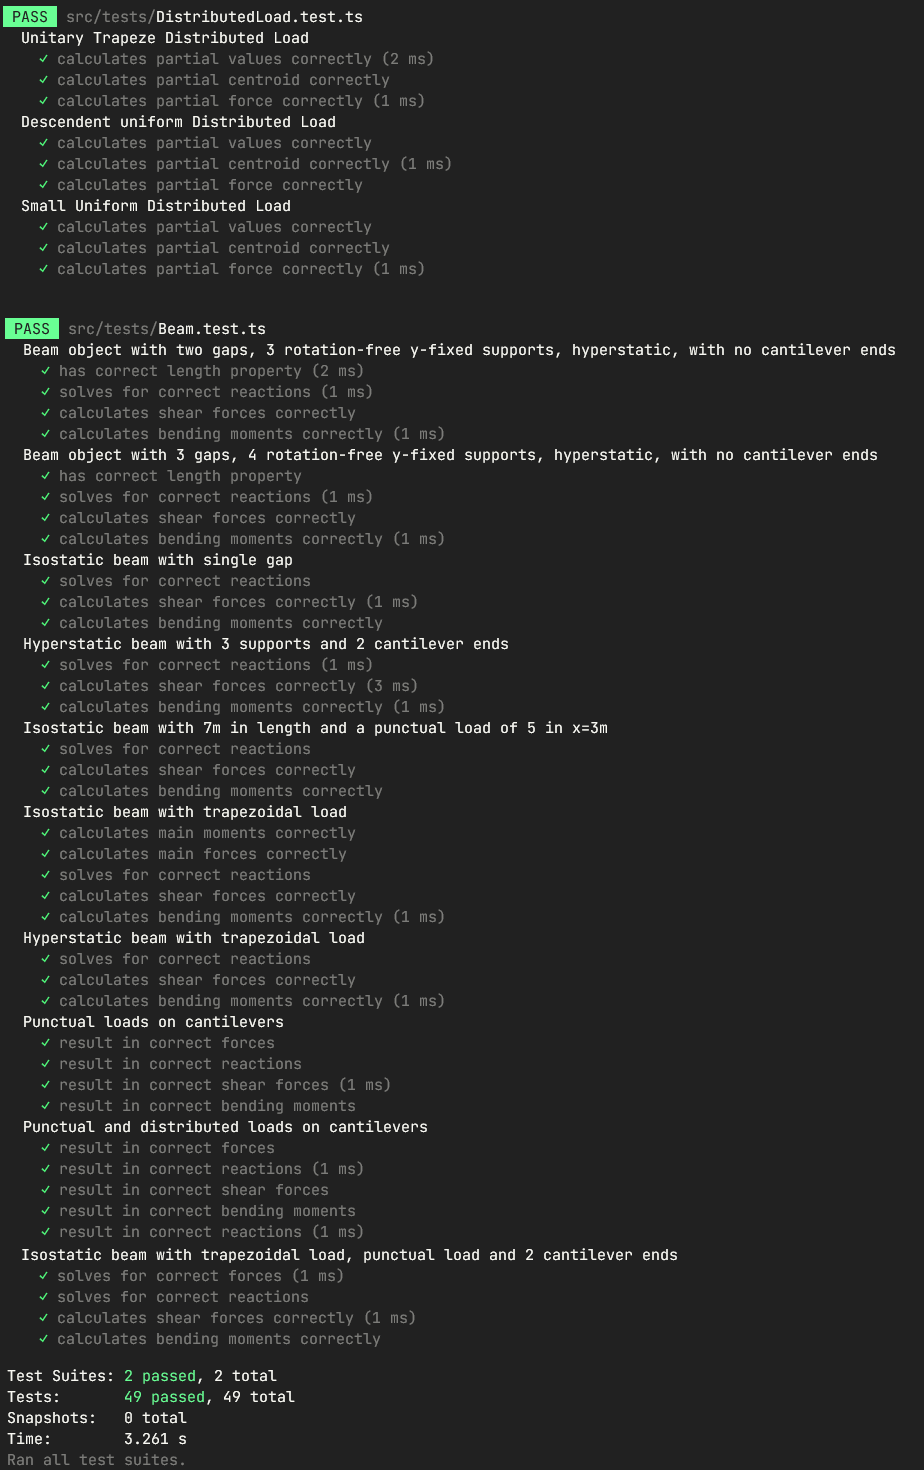 PASS src/tests/DistributedLoad.test.ts
Unitary Trapeze Distributed Load
✓ calculates partial values correctly (2 ms)
✓ calculates partial centroid correctly
✓ calculates partial force correctly (1 ms)
Descendent uniform Distributed Load
✓ calculates partial values correctly
✓ calculates partial centroid correctly (1 ms)
✓ calculates partial force correctly
Small Uniform Distributed Load
✓ calculates partial values correctly
✓ calculates partial centroid correctly
✓ calculates partial force correctly (1 ms)
PASS src/tests/Beam.test.ts
Beam object with two gaps, 3 rotation-free y-fixed supports, hyperstatic, with no cantilever ends
✓ has correct length property (2 ms)
✓ solves for correct reactions (1 ms)
✓ calculates shear forces correctly
✓ calculates bending moments correctly (1 ms)
Beam object with 3 gaps, 4 rotation-free y-fixed supports, hyperstatic, with no cantilever ends
✓ has correct length property
✓ solves for correct reactions (1 ms)
✓ calculates shear forces correctly
✓ calculates bending moments correctly (1 ms)
Isostatic beam with single gap
✓ solves for correct reactions
✓ calculates shear forces correctly (1 ms)
✓ calculates bending moments correctly
Hyperstatic beam with 3 supports and 2 cantilever ends
✓ solves for correct reactions (1 ms)
✓ calculates shear forces correctly (3 ms)
✓ calculates bending moments correctly (1 ms)
Isostatic beam with 7m in length and a punctual load of 5 in x=3m
✓ solves for correct reactions
✓ calculates shear forces correctly
✓ calculates bending moments correctly
Isostatic beam with trapezoidal load
✓ calculates main moments correctly
✓ calculates main forces correctly
✓ solves for correct reactions
✓ calculates shear forces correctly
✓ calculates bending moments correctly (1 ms)
Hyperstatic beam with trapezoidal load
✓ solves for correct reactions
✓ calculates shear forces correctly
✓ calculates bending moments correctly (1 ms)
Punctual loads on cantilevers
✓ result in correct forces
✓ result in correct reactions
✓ result in correct shear forces (1 ms)
✓ result in correct bending moments
Punctual and distributed loads on cantilevers
✓ result in correct forces
✓ result in correct reactions (1 ms)
✓ result in correct shear forces
✓ result in correct bending moments
✓ result in correct reactions (1 ms)
Isostatic beam with trapezoidal load, punctual load and 2 cantilever ends
✓ solves for correct forces (1 ms)
✓ solves for correct reactions
✓ calculates shear forces correctly (1 ms)
✓ calculates bending moments correctly
Test Suites: 2 passed, 2 total
Tests: 49 passed, 49 total
Snapshots: 0 total
Time: 3.261 s
Ran all test suites.